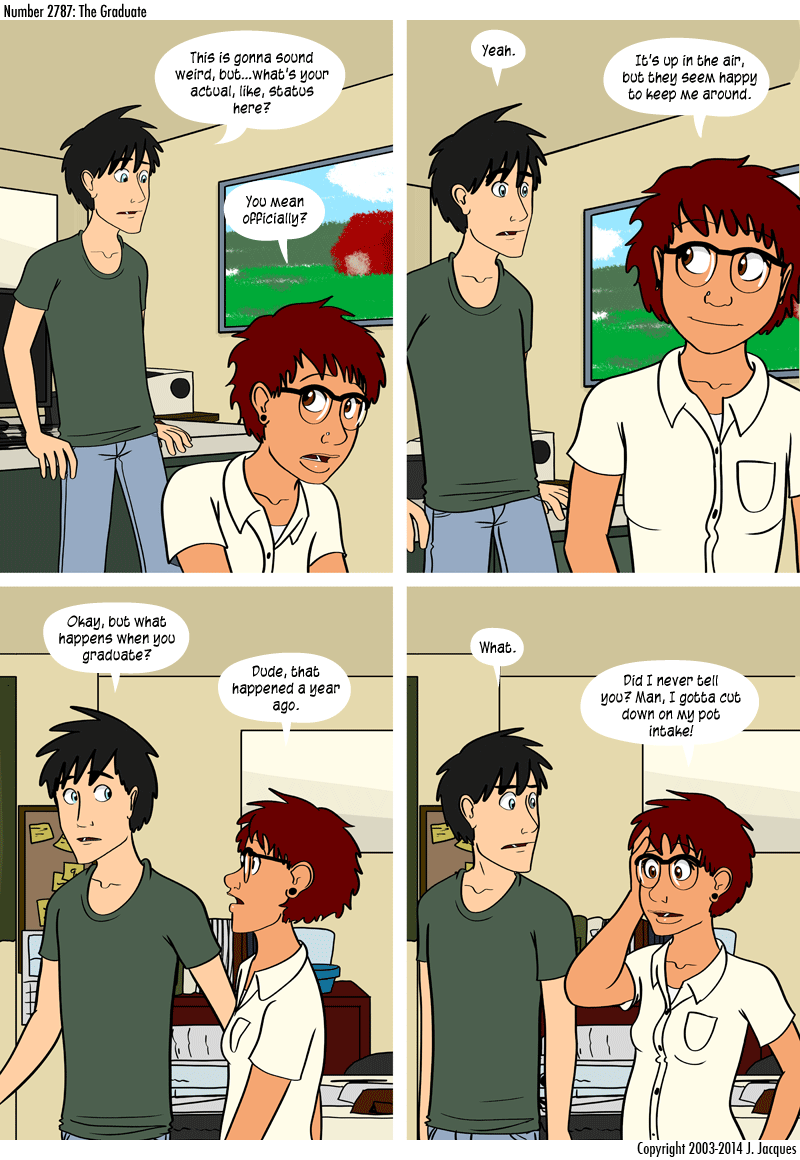 Number 2787: The Graduate
This is gonna sound
weird, but...what's your
actual, like, status
here?
You mean
officially?
Yeah.
It's up in the air,
but they seem happy
to keep me around.
Okay, but what
happens when you
graduate?
Dude, that
happened a year
ago.
What.
Did I never tell
you? Man, I gotta cut
down on my pot
intake!
Copyright 2003-2014 J. Jacques